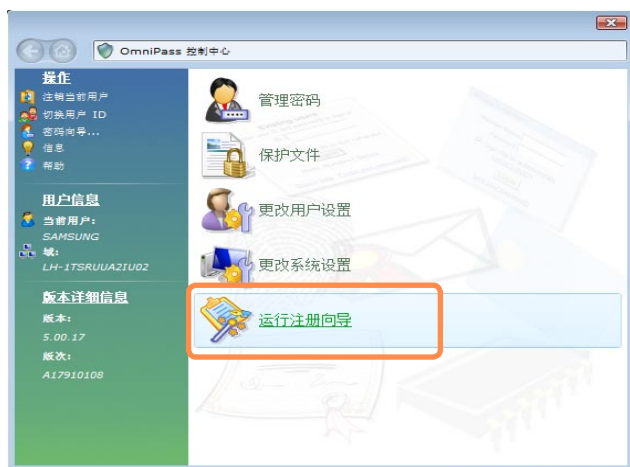 OmniPass 控制中心
操作
注销当前用户
切换用户 ID
密码向导...
信息
帮助
用户信息
当前用户:
SAMSUNG
域:
LH-1TSRUUA2IU02
版本详细信息
版本:
5.00.17
版次:
A17910108
管理密码
保护文件
更改用户设置
更改系统设置
运行注册向导